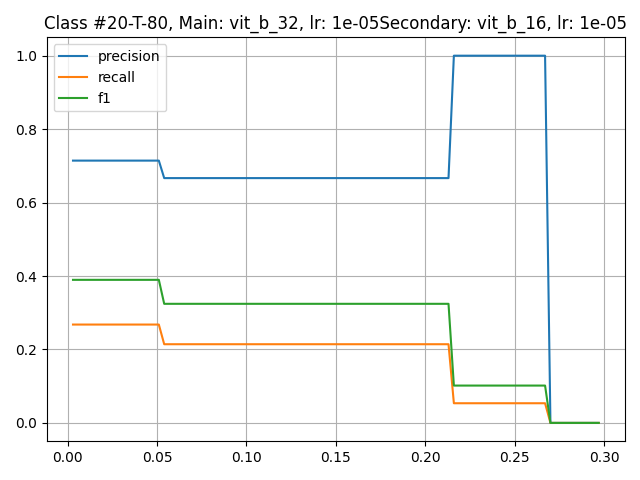 Class #20-T-80, Main: vit_b_32, lr: 1e-05Secondary: vit_b_16, lr: 1e-05
precision
recall
f1
1.0
0.8
0.6
0.4
0.2
0.0
0.00 0.05 0.10 0.15 0.20 0.25 0.30